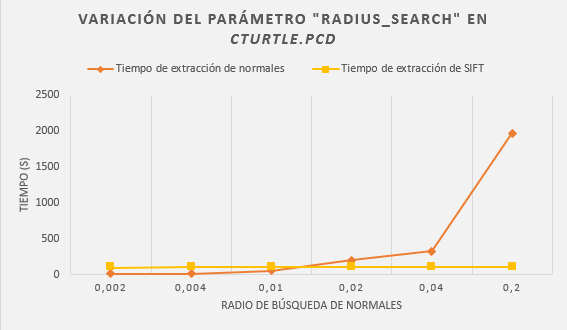 VARIACIÓN DEL PARÁMETRO "RADIUS_SEARCH" EN
CTURTLE.PCD
Tiempo de extracción de normales Tiempo de extracción de SIFT
2500
2000
1500
1000
500
0
TIEMPO (S)
0,002 0,004 0,01 0,02 0,04 0,2
RADIO DE BÚSQUEDA DE NORMALES